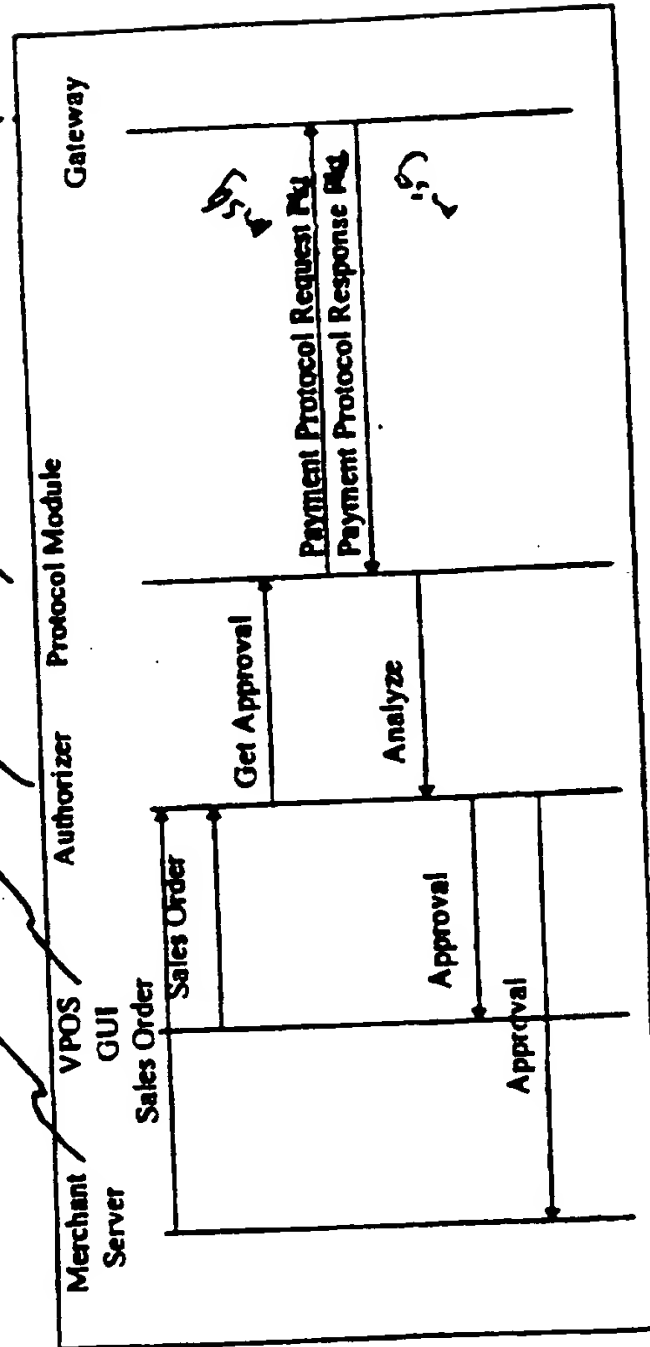 Merchant
Server
VPOS
GUI
Authorizer
Protocol Module
Gateway
Sales Order
Sales Order
Get Approval
Payment Protocol Request Pkt
Payment Protocol Response Pkt
Analyze
Approval
Approval